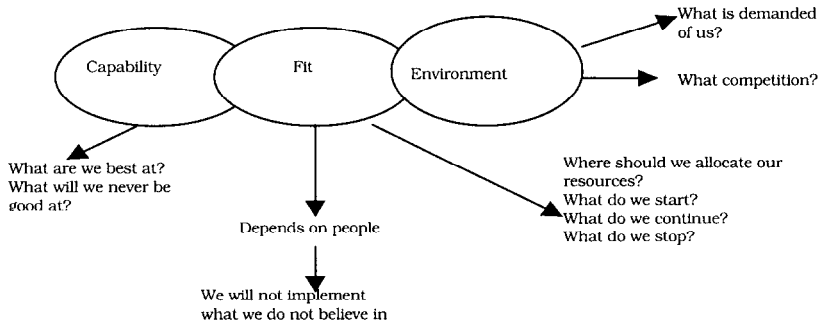 What is demanded
of us?
Capability
Fit
Environment
What competition?
What are we best at?
What will we never be
good at?
Where should we allocate our
resources?
What do we start?
What do we continue?
What do we stop?
Depends on people
We will not implement
what we do not believe in